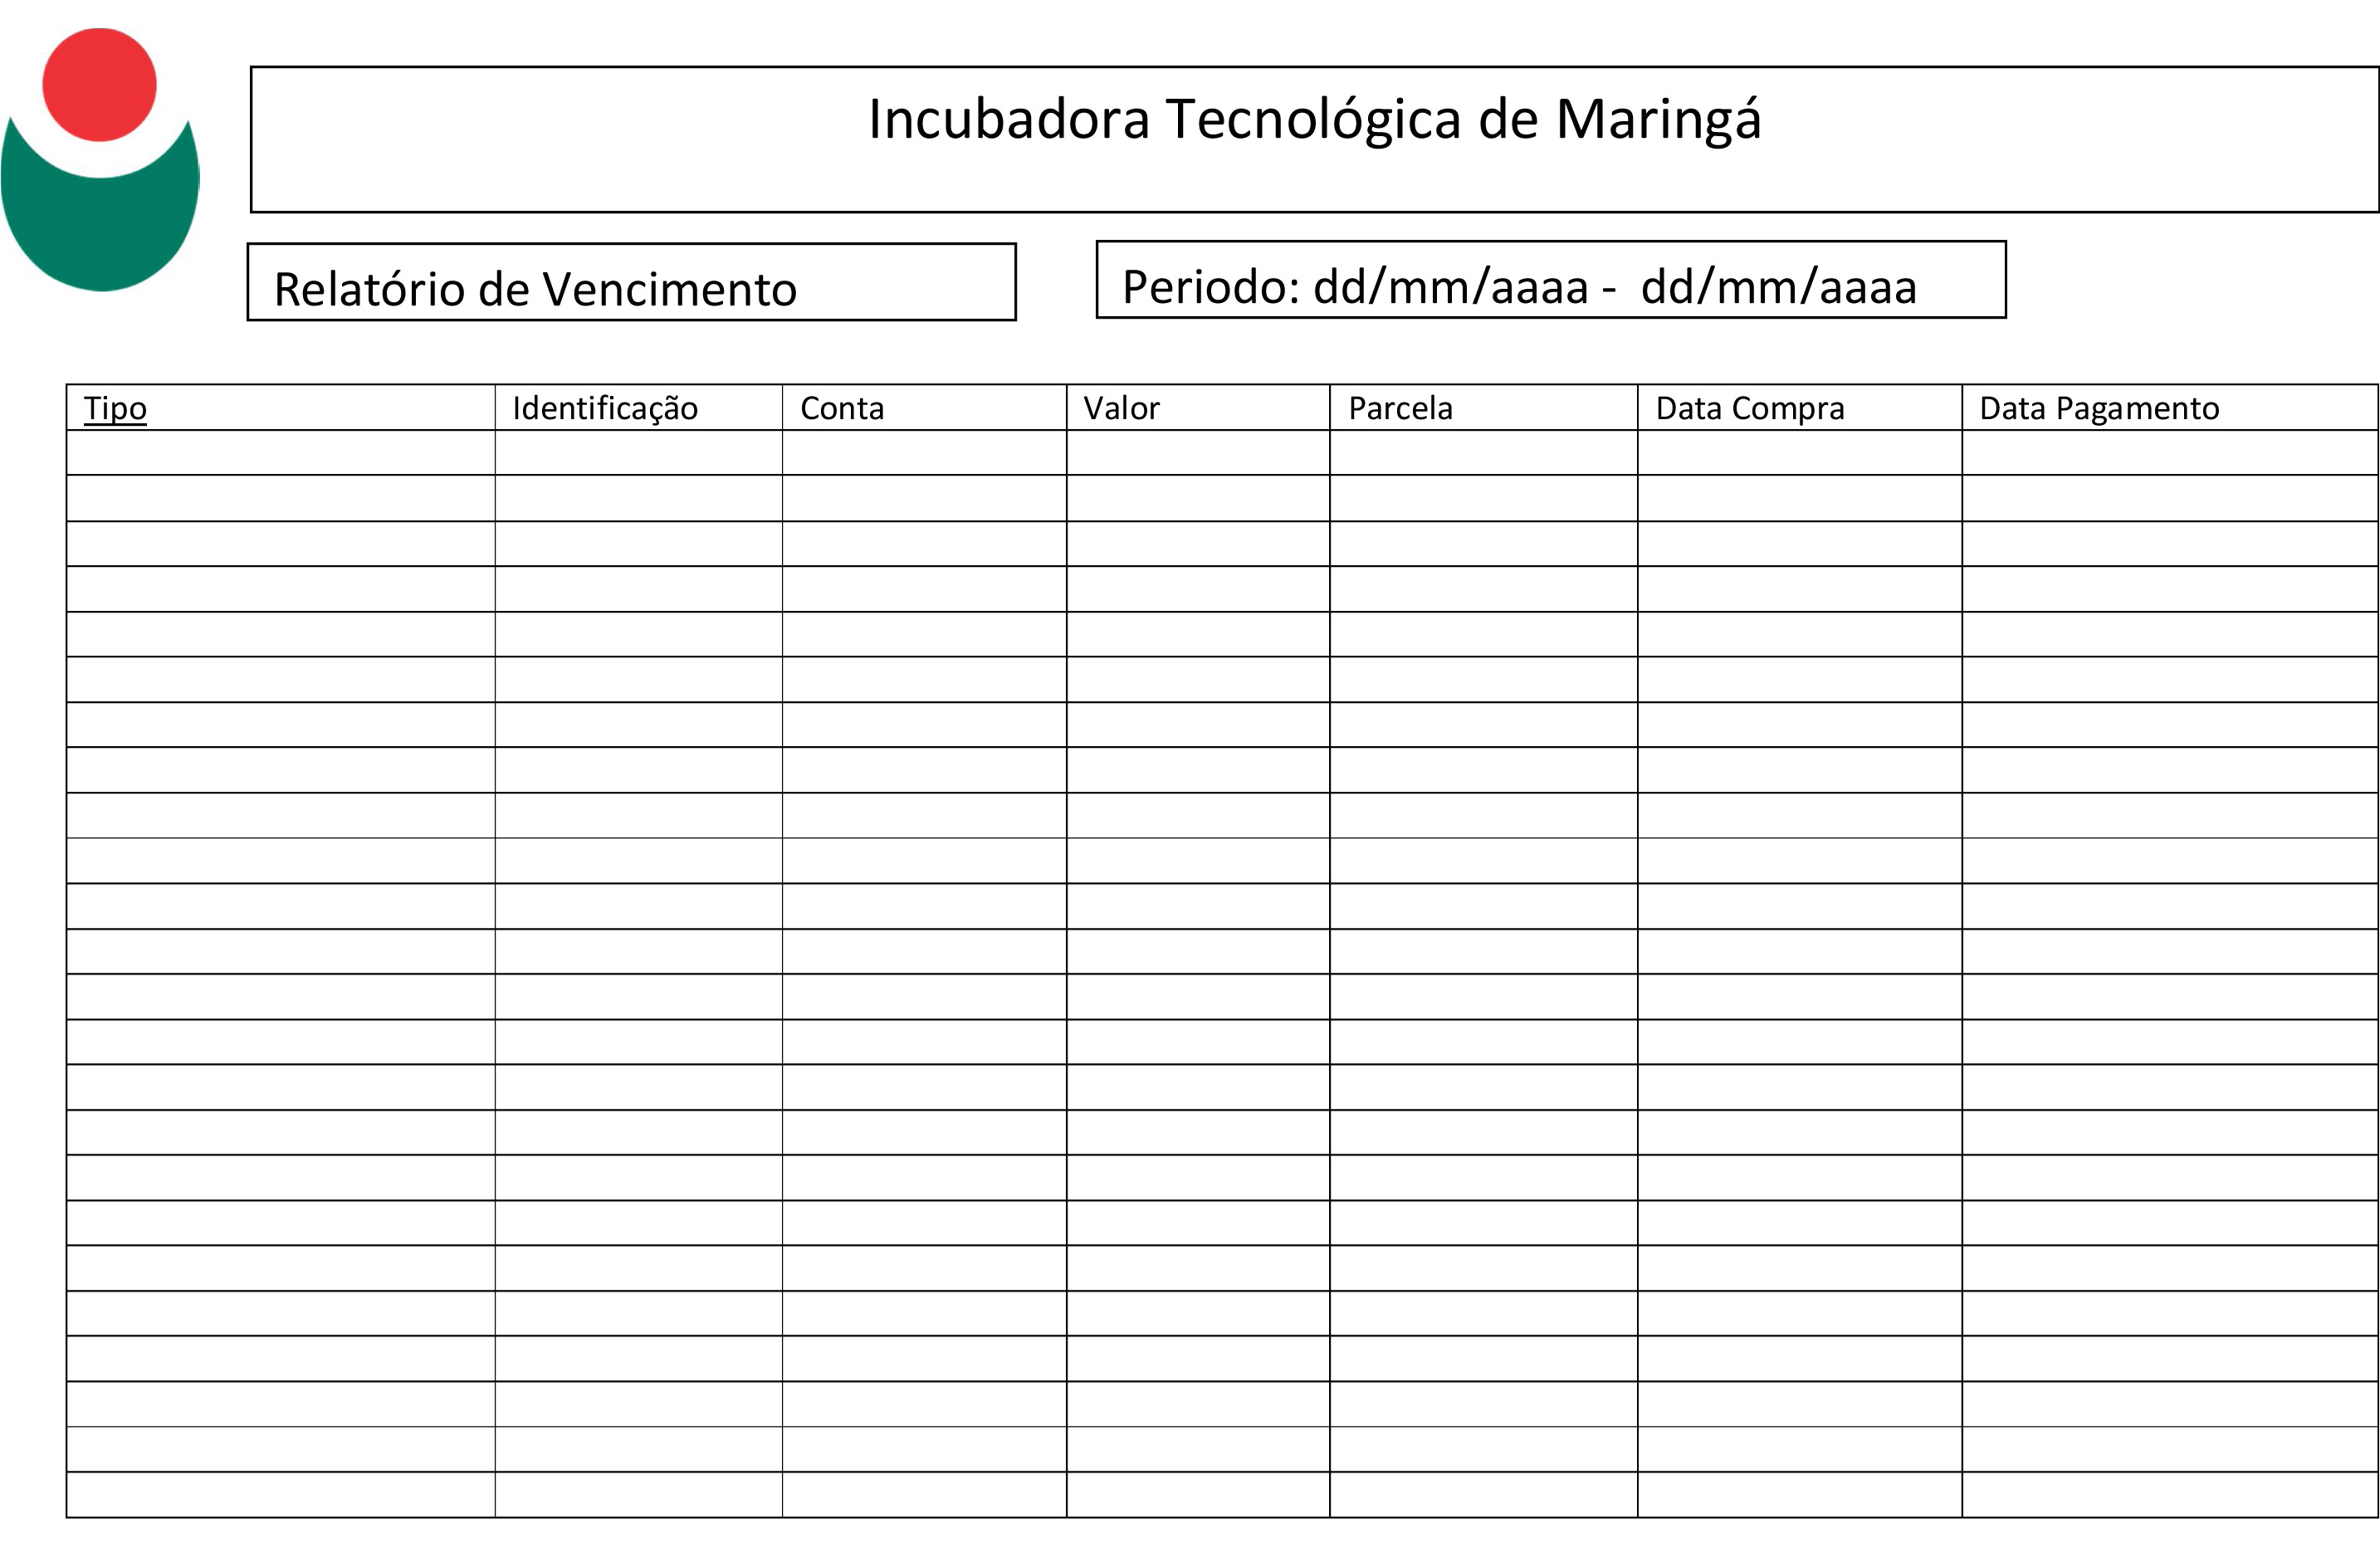 Incubadora Tecnológica de Maringá
Relatório de Vencimento
Periodo: dd/mm/aaaa - dd/mm/aaaa
Tipo Identificação Conta Valor Parcela Data Compra Data Pagamento